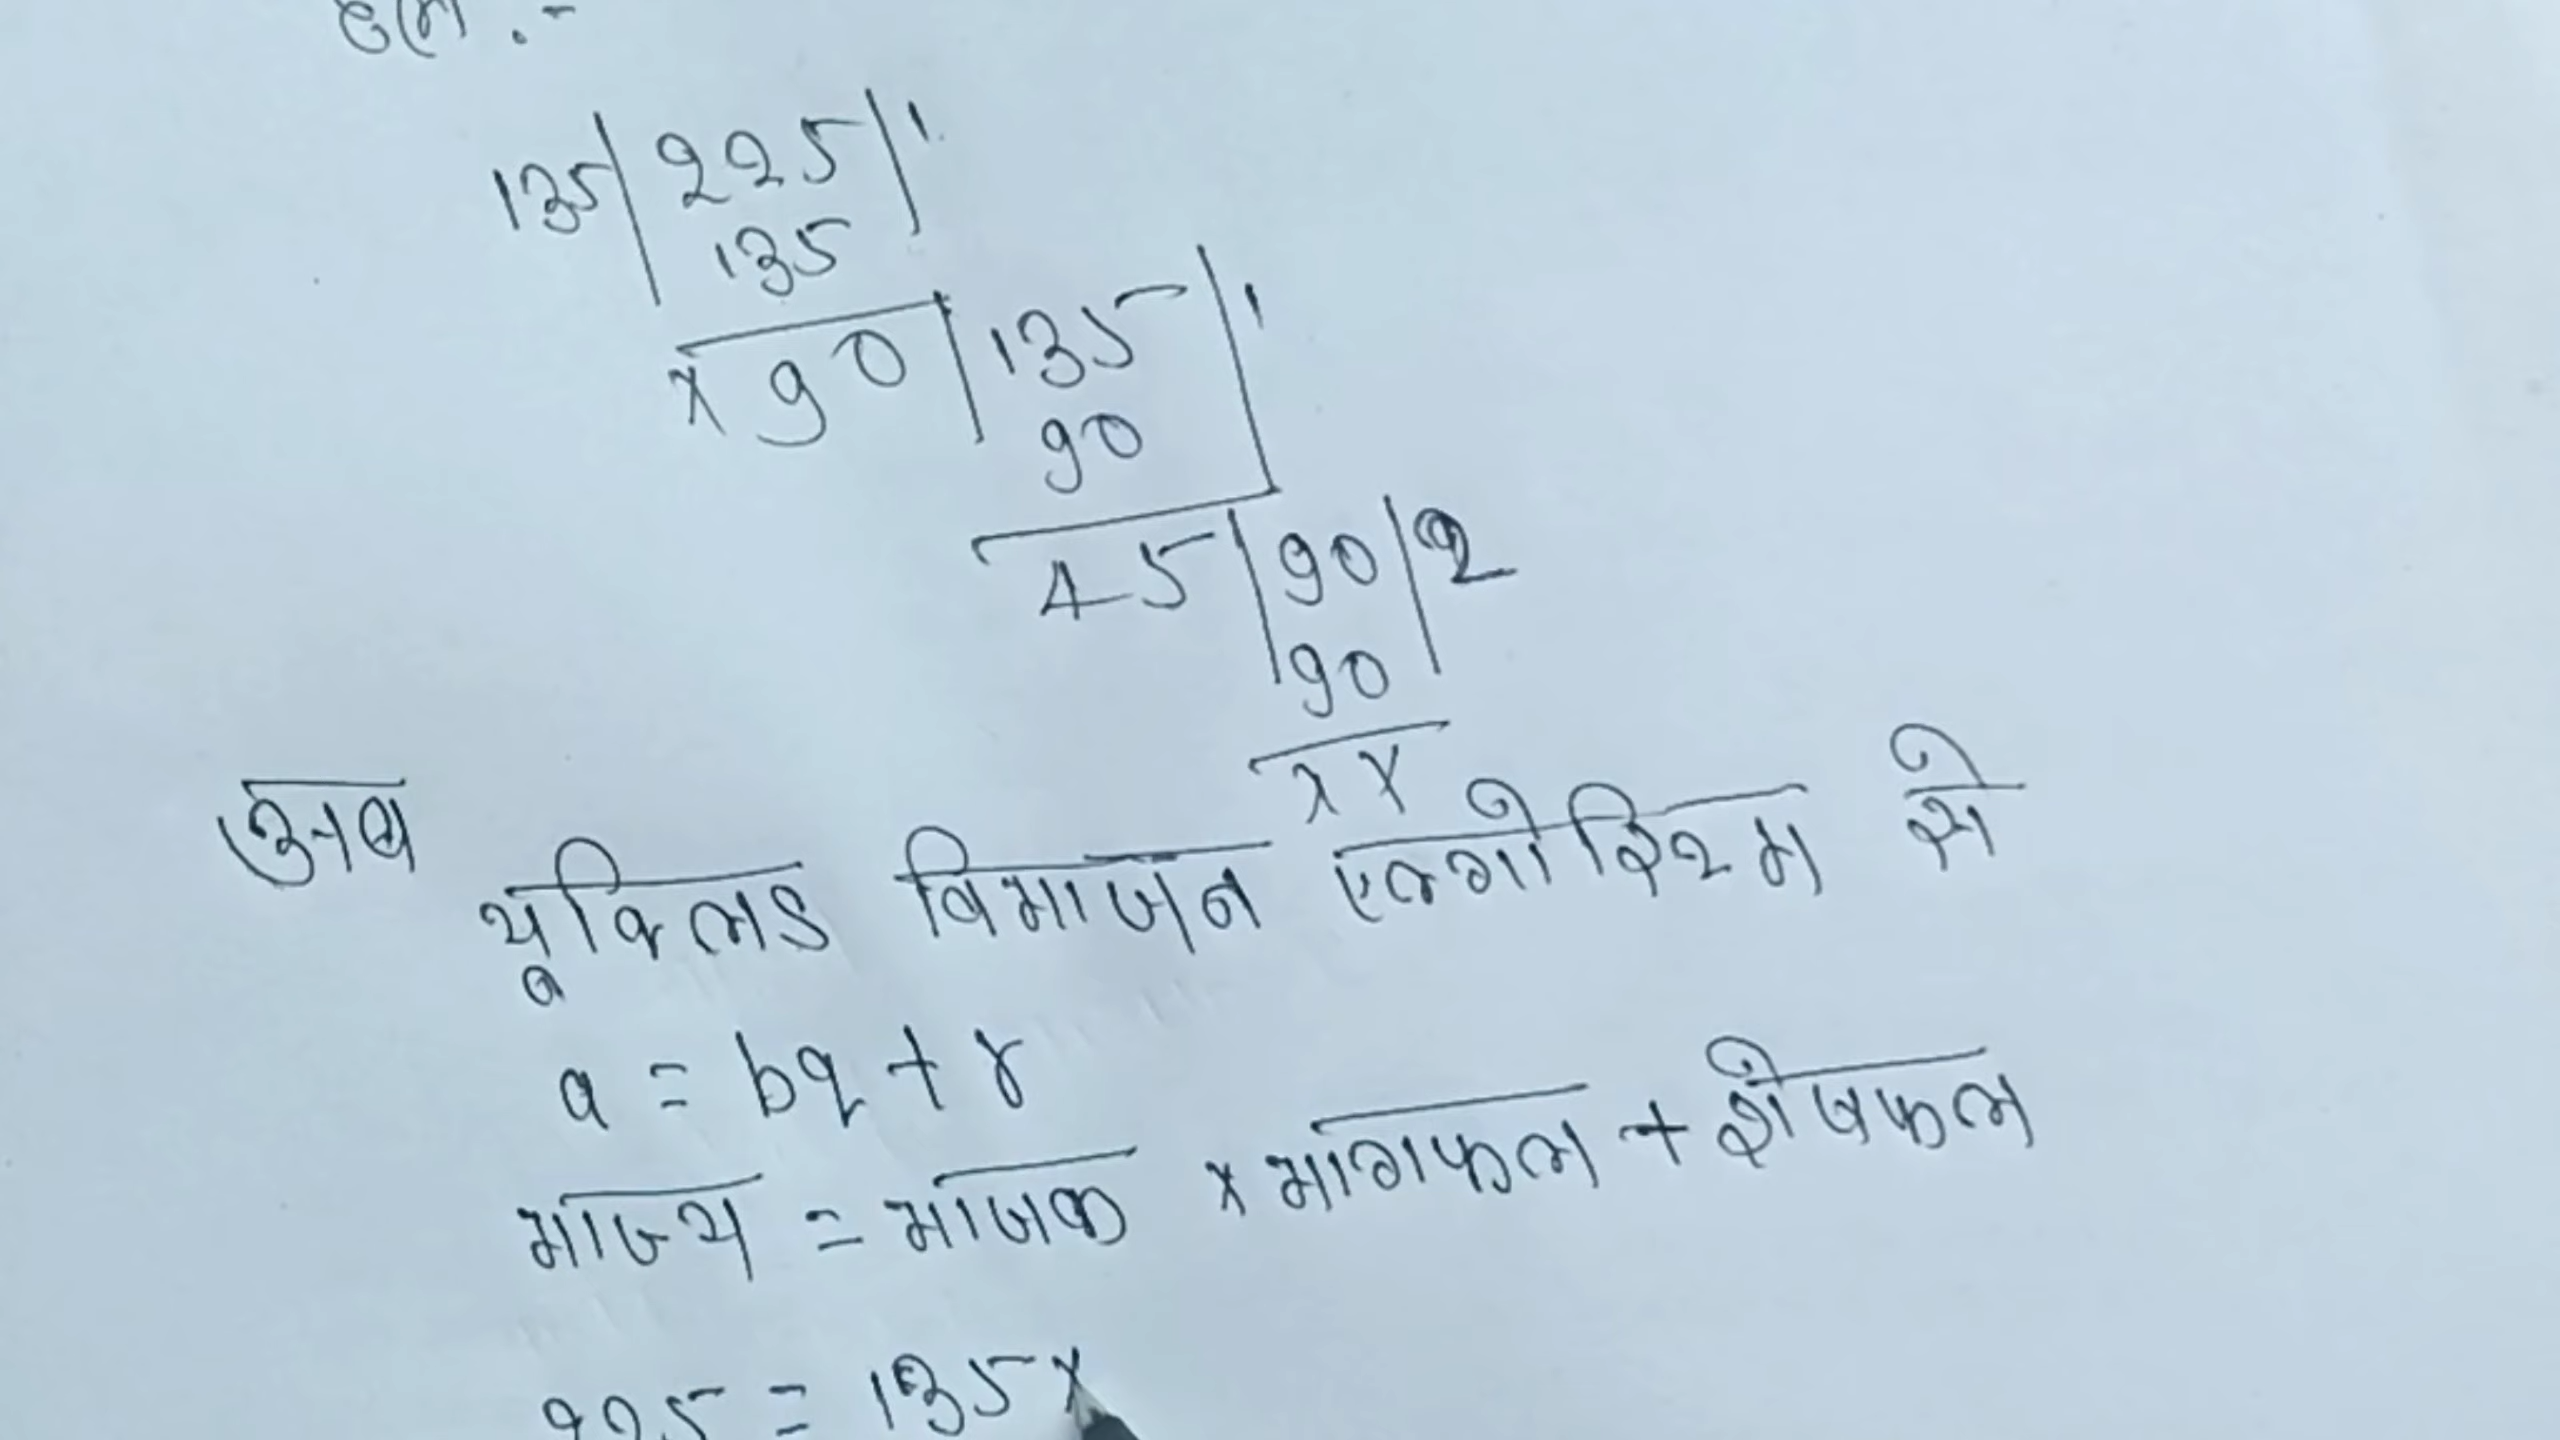 हल :-
135 | 225 | 1
135
x 90 | 135 | 1
90
45 | 90 | 2
90
x x
अब
यूक्लिड विभाजन एल्गोरिथ्म से
a = bq + r
भाज्य = भाजक x भागफल + शेषफल
225 = 135 x